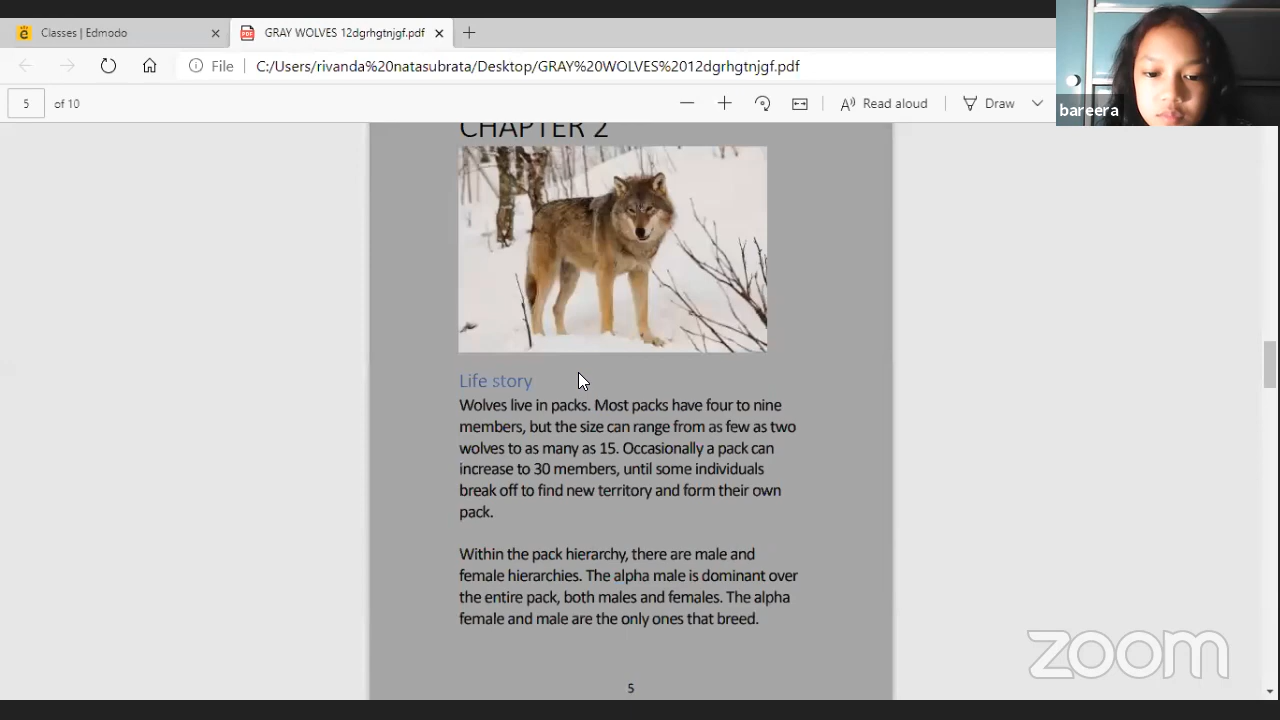 Classes | Edmodo
GRAY WOLVES 12dgrhgtnjgf.pdf
File
C:/Users/rivanda%20natasubrata/Desktop/GRAY%20WOLVES%2012dgrhgtnjgf.pdf
5 of 10
Read aloud
Draw
bareera
CHAPTER 2
Life story
Wolves live in packs. Most packs have four to nine
members, but the size can range from as few as two
wolves to as many as 15. Occasionally a pack can
increase to 30 members, until some individuals
break off to find new territory and form their own
pack.
Within the pack hierarchy, there are male and
female hierarchies. The alpha male is dominant over
the entire pack, both males and females. The alpha
female and male are the only ones that breed.
5
zoom